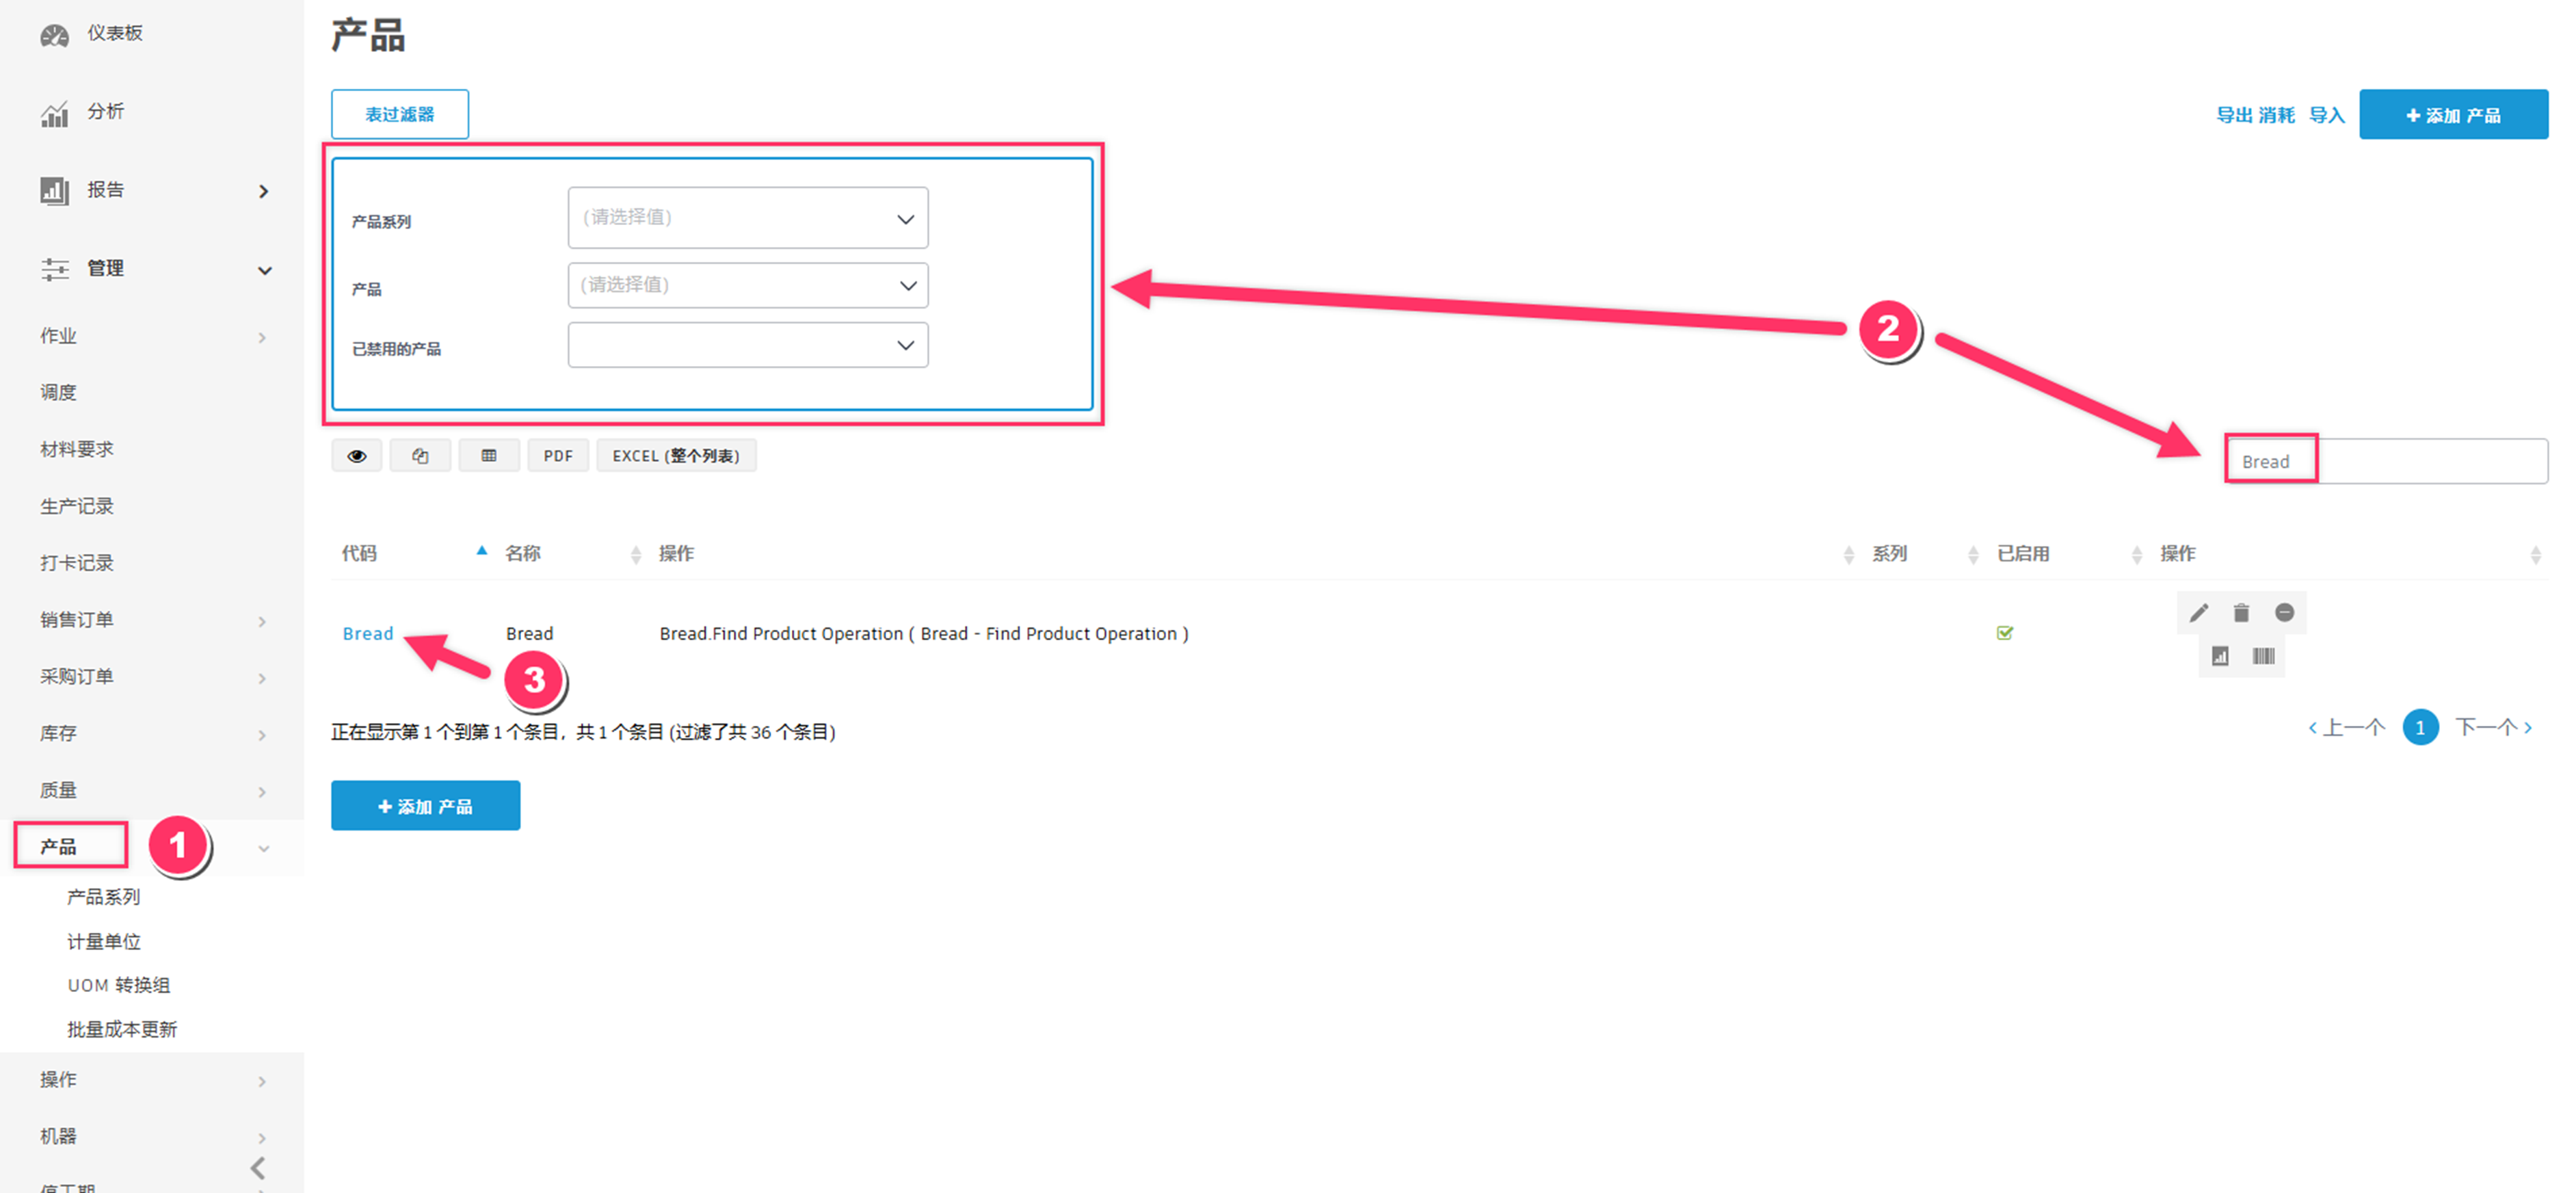 仪表板
分析
报告
管理
作业
调度
材料要求
生产记录
打卡记录
销售订单
采购订单
库存
质量
产品
1
产品系列
计量单位
UOM 转换组
批量成本更新
操作
机器
停工期
产品
表过滤器
导出 消耗 导入 + 添加 产品
产品系列 (请选择值)
产品 (请选择值)
已禁用的产品
2
PDF EXCEL (整个列表)
Bread
代码 名称 操作 系列 已启用 操作
Bread Bread Bread.Find Product Operation ( Bread - Find Product Operation )
3
正在显示第 1 个到第 1 个条目，共 1 个条目 (过滤了共 36 个条目)
‹ 上一个 1 下一个 ›
+ 添加 产品